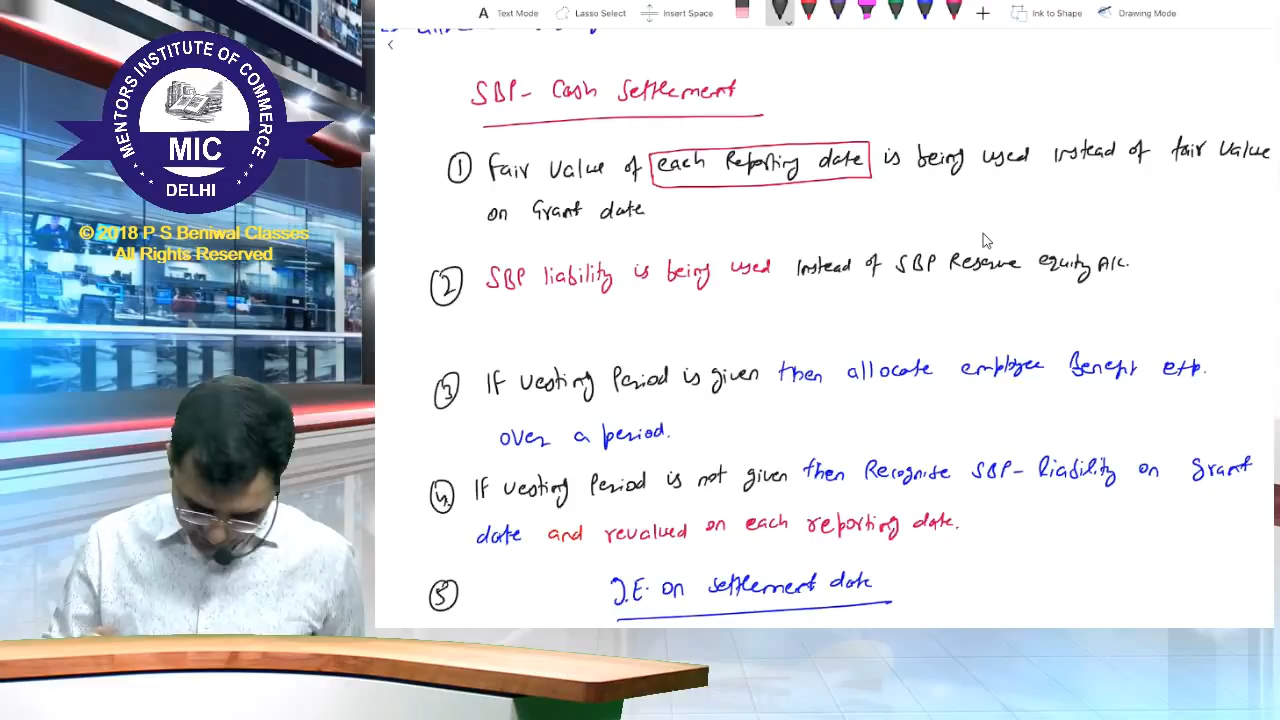 Text Mode
Lasso Select
Insert Space
Ink to Shape
Drawing Mode
MENTORS INSTITUTE OF COMMERCE
MIC
DELHI
© 2018 P S Beniwal Classes
All Rights Reserved
SBP- Cash Settlement
① Fair Value of each Reporting date is being used instead of fair value
on Grant date
② SBP liability is being used instead of SBP Reserve equity A/c.
③ If Vesting Period is given then allocate employee Benefit exp.
over a period.
④ If Vesting Period is not given then Recognise SBP-Liability on Grant
date and revalued on each reporting date.
⑤ J.E. on settlement date